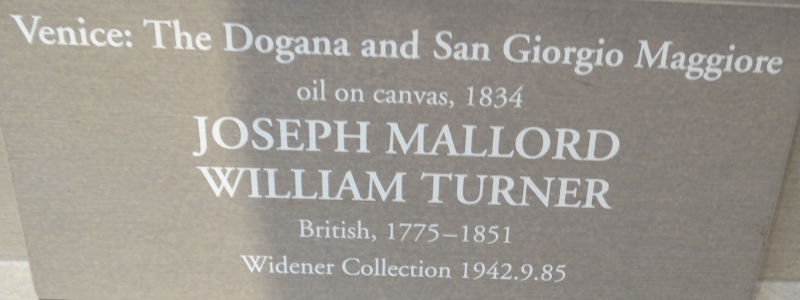 Venice: The Dogana and San Giorgio Maggiore
oil on canvas, 1834
JOSEPH MALLORD
WILLIAM TURNER
British, 1775–1851
Widener Collection 1942.9.85